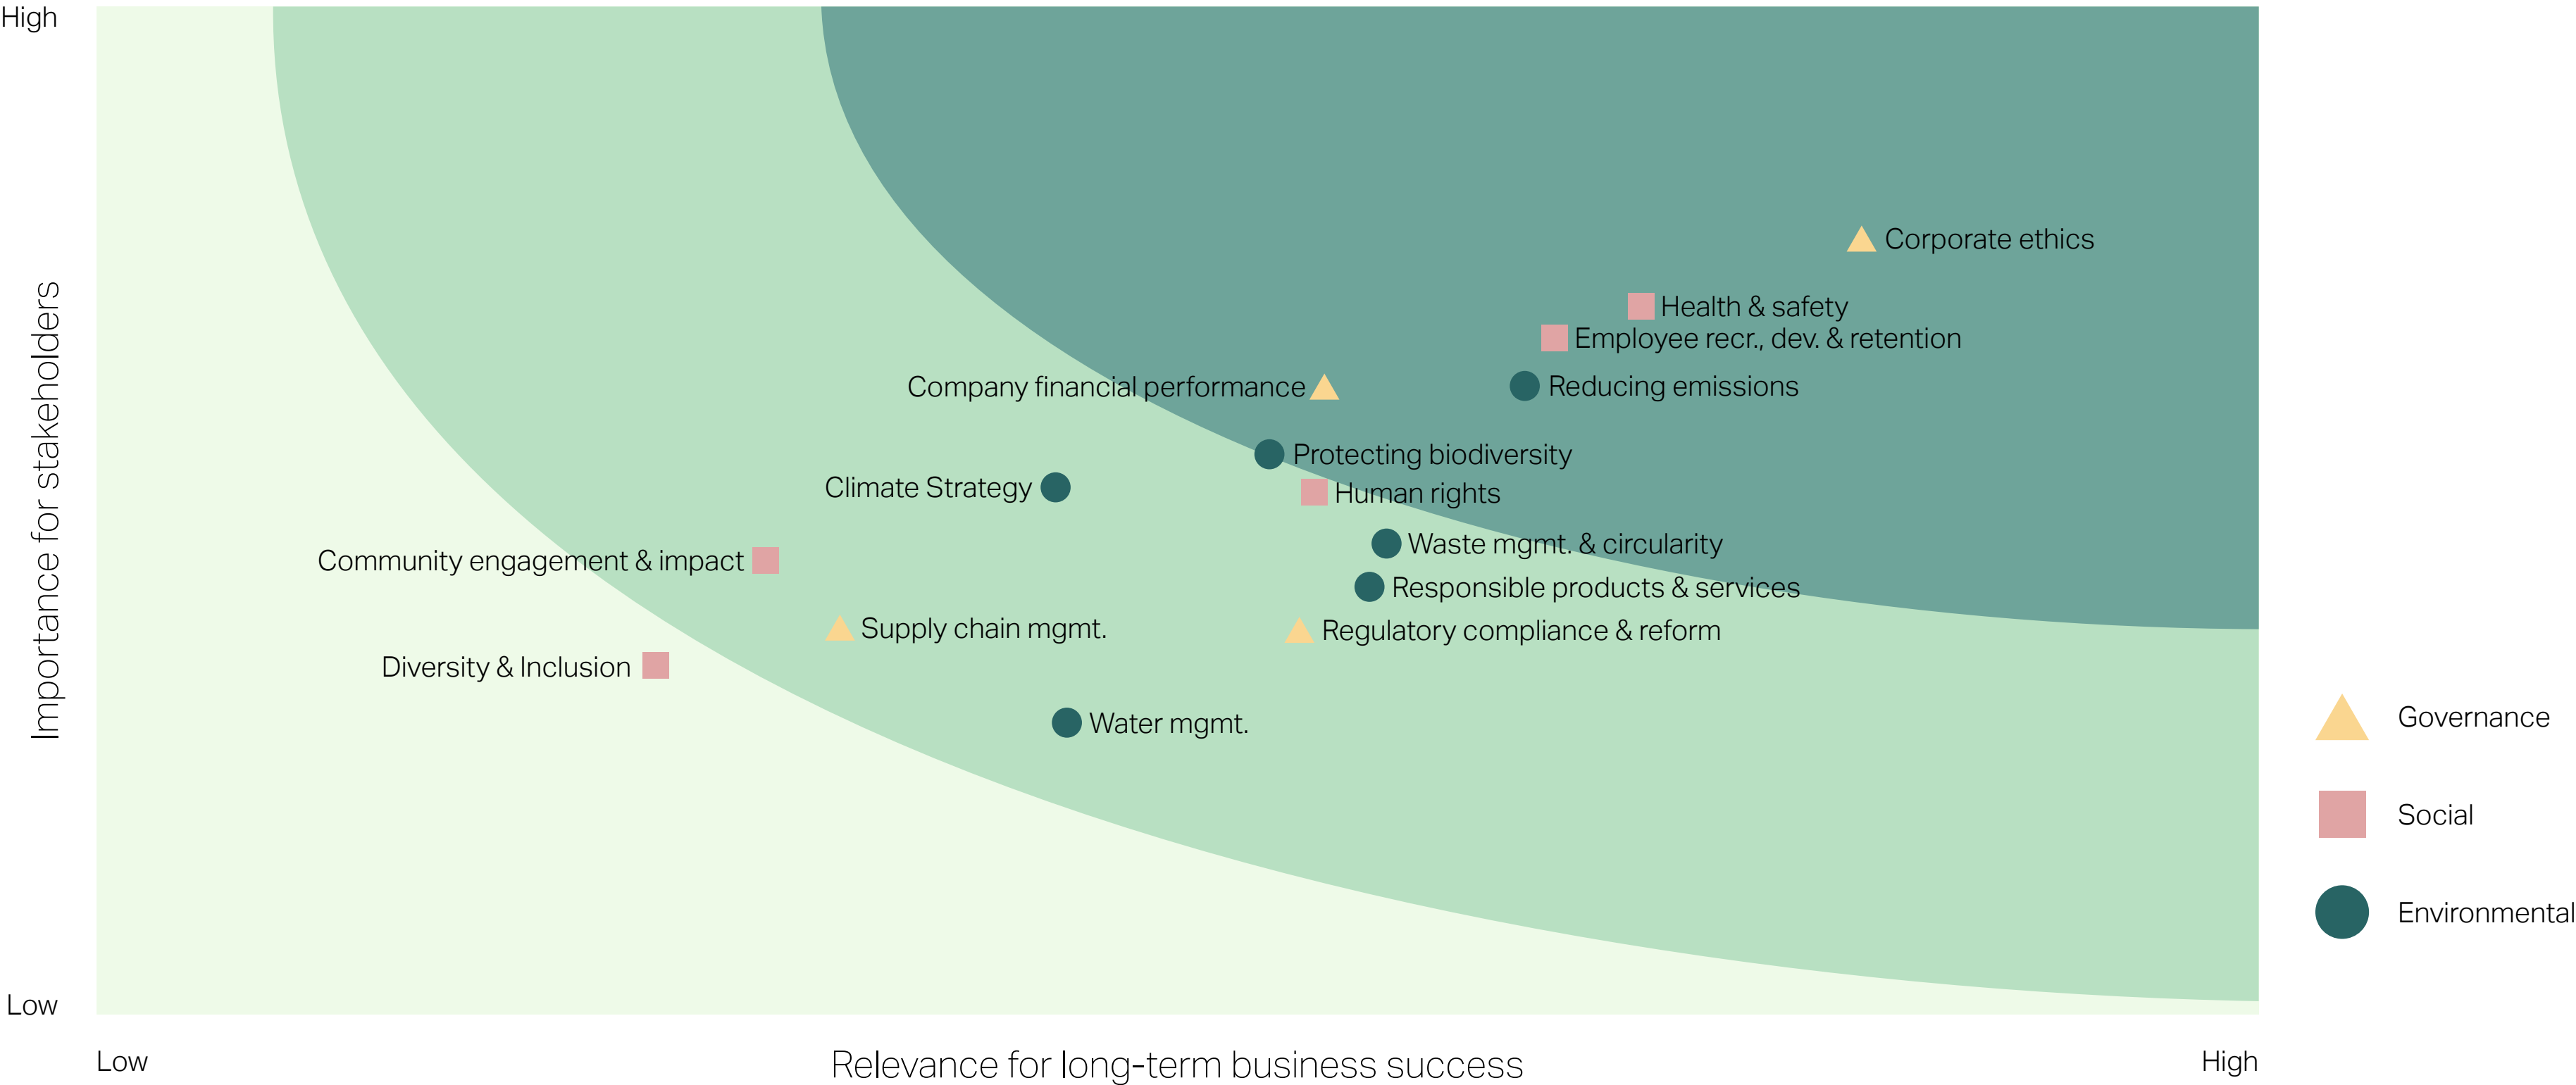 High
Importance for stakeholders
Corporate ethics
Health & safety
Employee recr., dev. & retention
Company financial performance
Reducing emissions
Protecting biodiversity
Climate Strategy
Human rights
Waste mgmt. & circularity
Community engagement & impact
Responsible products & services
Supply chain mgmt.
Regulatory compliance & reform
Diversity & Inclusion
Water mgmt.
Governance
Social
Environmental
Low
Low
Relevance for long-term business success
High